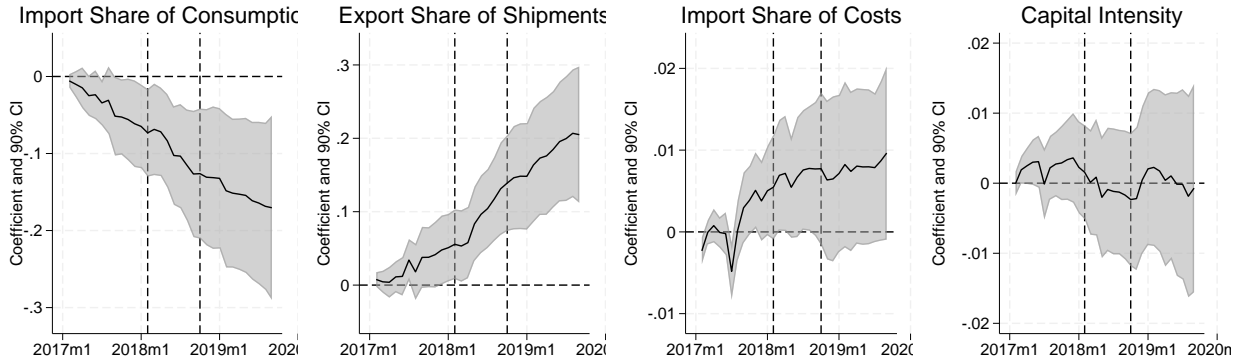 Import Share of Consumptic
Coefficient and 90% CI
0
-.1
-.2
-.3
2017m1 2018m1 2019m1 2020
Export Share of Shipments
Coefficient and 90% CI
.3
.2
.1
0
2017m1 2018m1 2019m1 2020
Import Share of Costs
Coefficient and 90% CI
.02
.01
0
-.01
2017m1 2018m1 2019m1 2020
Capital Intensity
Coefficient and 90% CI
.02
.01
0
-.01
-.02
2017m1 2018m1 2019m1 2020n